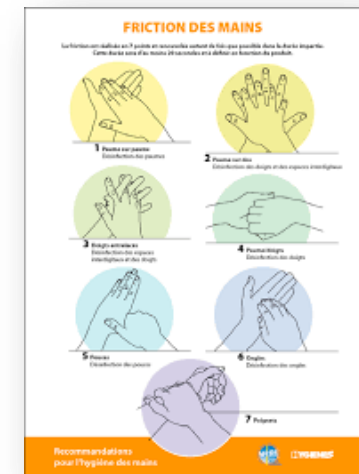 FRICTION DES MAINS
La friction est réalisée en 7 points et renouvelée autant de fois que possible dans la durée impartie.
Cette durée sera d'au moins 20 secondes et à définir en fonction du produit.
1 Paume sur paume
Désinfection des paumes
2 Paume sur dos
Désinfection des doigts et des espaces interdigitaux
3 Doigts entrelacés
Désinfection des espaces
interdigitaux et des doigts
4 Paume/doigts
Désinfection des doigts
5 Pouces
Désinfection des pouces
6 Ongles
Désinfection des ongles
7 Poignets
Recommandations
pour l'hygiène des mains
HYGIENES